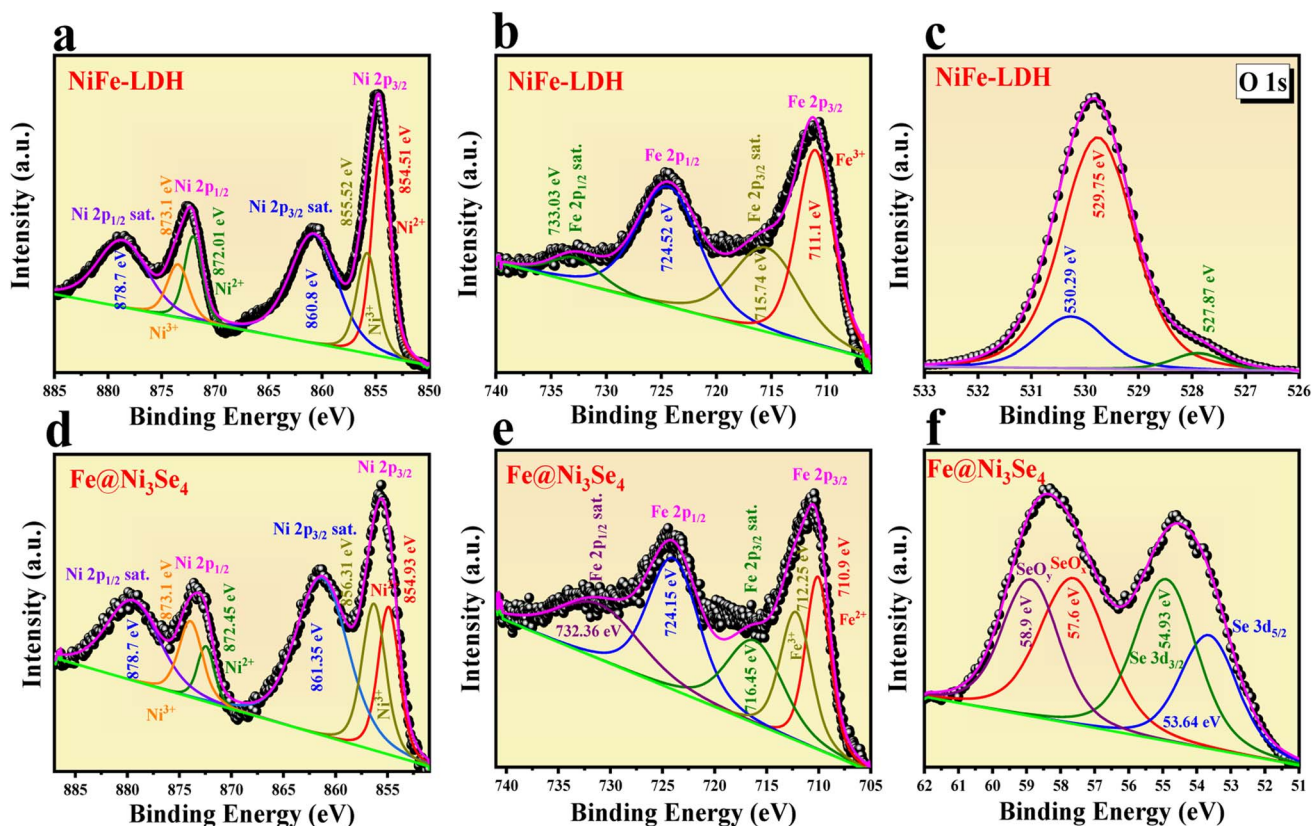 a
NiFe-LDH
Ni 2p3/2
Ni 2p1/2
Ni 2p1/2 sat.
Ni 2p3/2 sat.
878.7 eV
873.1 eV
872.01 eV
Ni2+
Ni3+
860.8 eV
855.52 eV
854.51 eV
Ni2+
Ni3+
Intensity (a.u.)
885 880 875 870 865 860 855 850
Binding Energy (eV)
b
NiFe-LDH
Fe 2p3/2
Fe 2p1/2
Fe 2p1/2 sat.
Fe 2p3/2 sat.
733.03 eV
724.52 eV
715.74 eV
711.1 eV
Fe3+
Intensity (a.u.)
740 730 720 710
Binding Energy (eV)
c
NiFe-LDH
O 1s
529.75 eV
530.29 eV
527.87 eV
Intensity (a.u.)
533 532 531 530 529 528 527 526
Binding Energy (eV)
d
Fe@Ni3Se4
Ni 2p3/2
Ni 2p3/2 sat.
Ni 2p1/2
Ni 2p1/2 sat.
878.7 eV
873.1 eV
872.45 eV
Ni2+
Ni3+
861.35 eV
856.31 eV
854.93 eV
Ni3+
Intensity (a.u.)
885 880 875 870 865 860 855
Binding Energy (eV)
e
Fe@Ni3Se4
Fe 2p3/2
Fe 2p1/2
Fe 2p1/2 sat.
Fe 2p3/2 sat.
732.36 eV
724.15 eV
716.45 eV
712.25 eV
710.9 eV
Fe3+
Fe2+
Intensity (a.u.)
740 735 730 725 720 715 710 705
Binding Energy (eV)
f
Fe@Ni3Se4
SeOy
SeOx
58.9 eV
57.6 eV
Se 3d3/2
54.93 eV
Se 3d5/2
53.64 eV
Intensity (a.u.)
62 61 60 59 58 57 56 55 54 53 52 51
Binding Energy (eV)